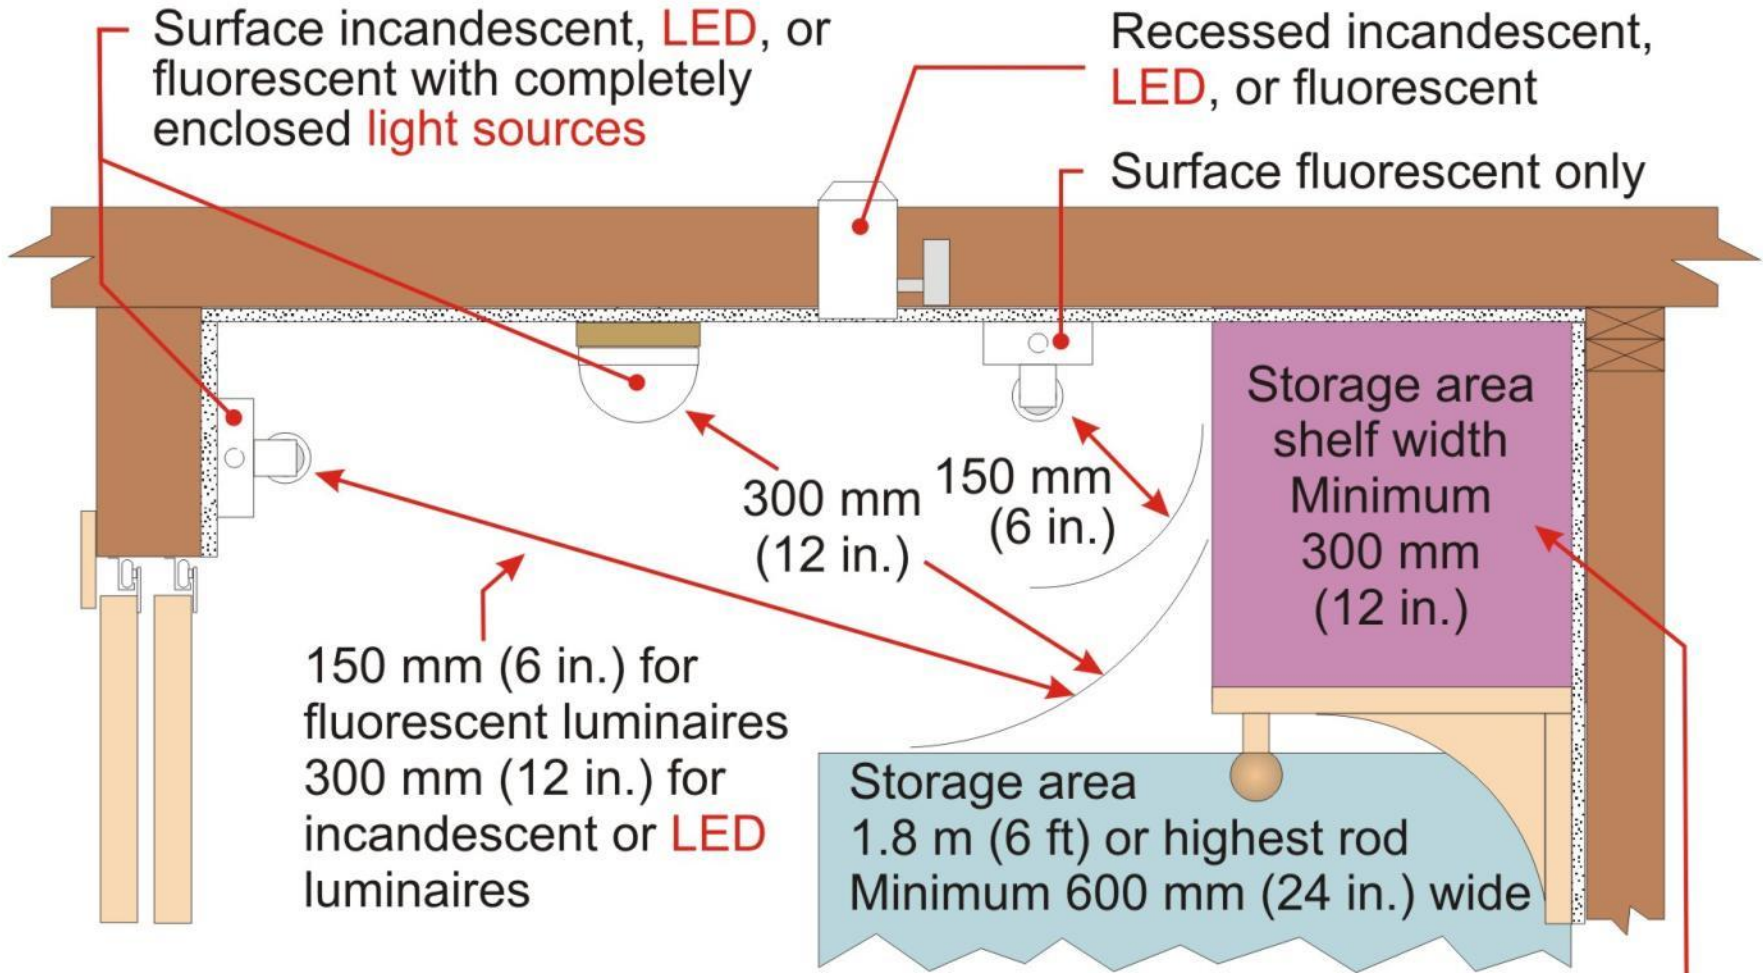 Surface incandescent, LED, or
fluorescent with completely
enclosed light sources
Recessed incandescent,
LED, or fluorescent
Surface fluorescent only
Storage area
shelf width
Minimum
300 mm
(12 in.)
300 mm
(12 in.)
150 mm
(6 in.)
150 mm (6 in.) for
fluorescent luminaires
300 mm (12 in.) for
incandescent or LED
luminaires
Storage area
1.8 m (6 ft) or highest rod
Minimum 600 mm (24 in.) wide